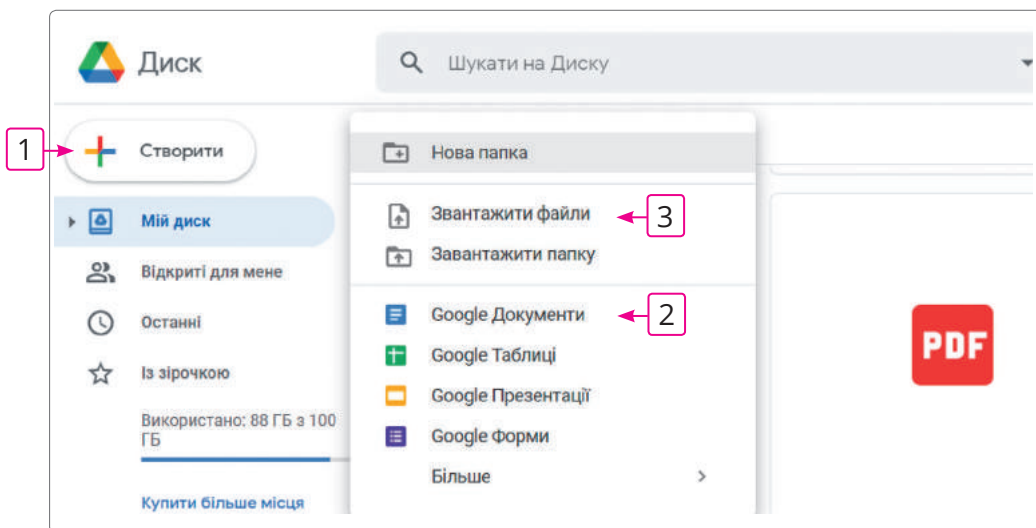 Диск
Шукати на Диску
1
Створити
Нова папка
Мій диск
Звантажити файли
3
Завантажити папку
Відкриті для мене
Останні
Google Документи
2
Google Таблиці
Із зірочкою
Google Презентації
Використано: 88 ГБ з 100
ГБ
Google Форми
Більше
Купити більше місця
PDF